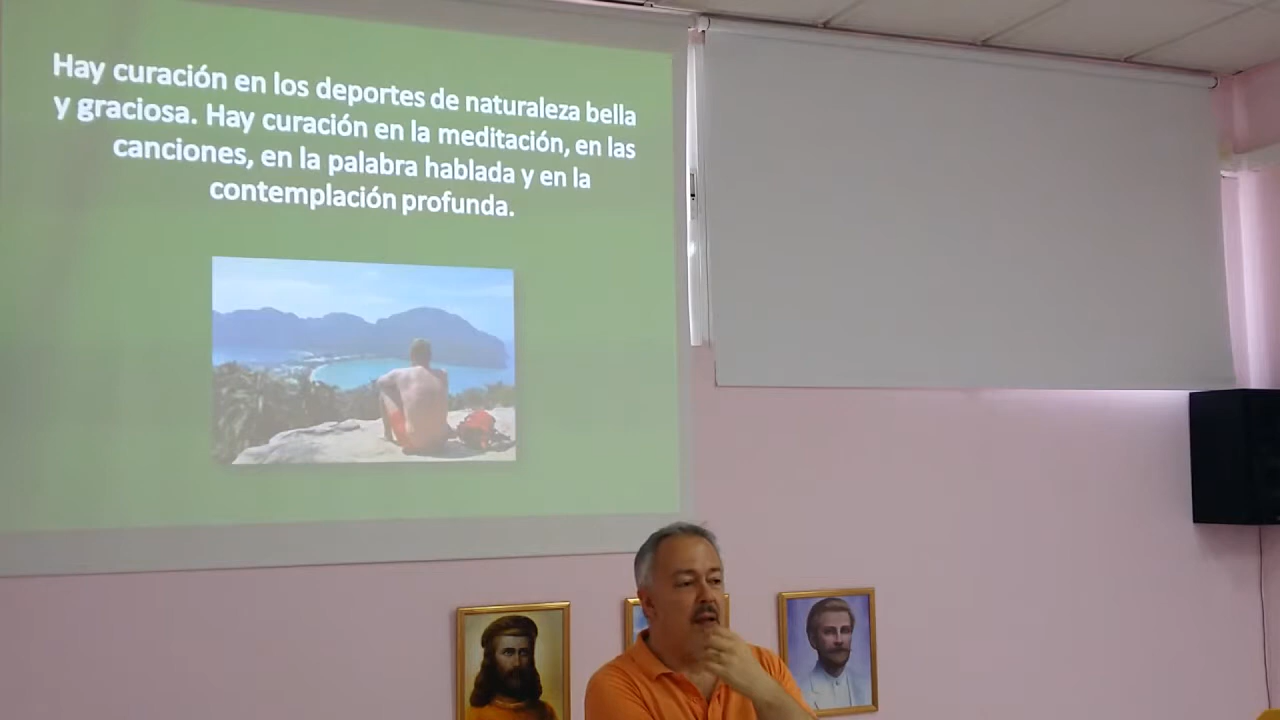 Hay curación en los deportes de naturaleza bella
y graciosa. Hay curación en la meditación, en las
canciones, en la palabra hablada y en la
contemplación profunda.